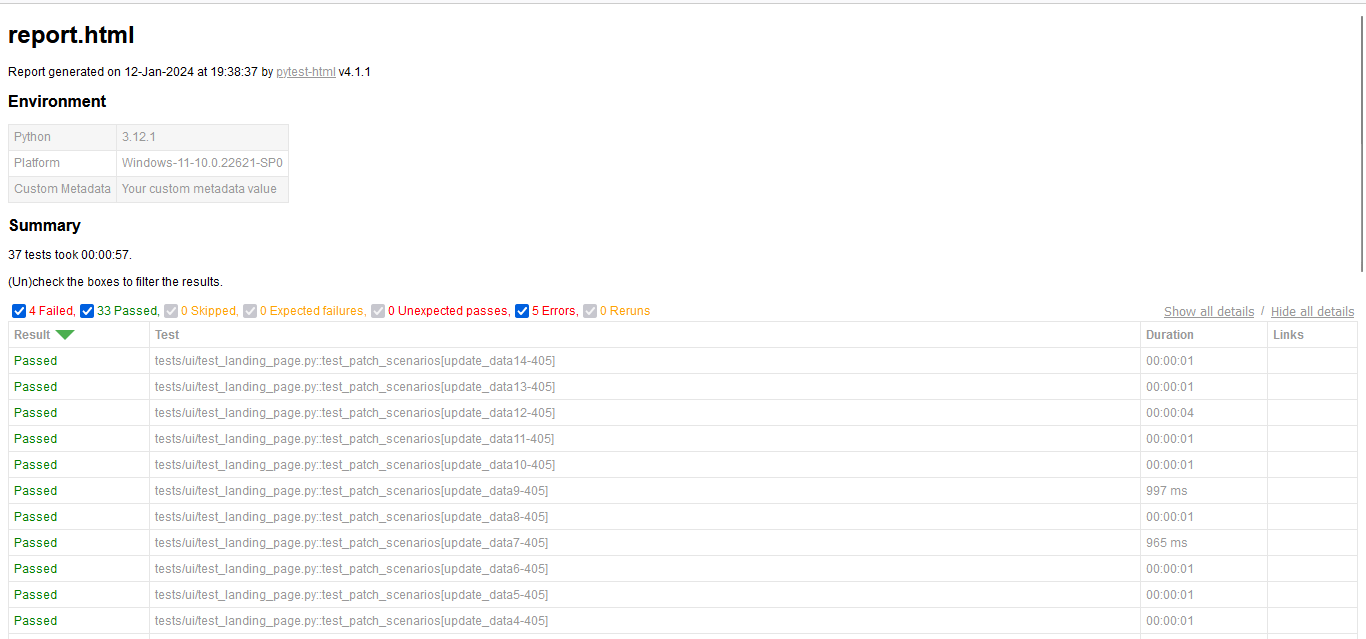 report.html
Report generated on 12-Jan-2024 at 19:38:37 by pytest-html v4.1.1
Environment
Python 3.12.1
Platform Windows-11-10.0.22621-SP0
Custom Metadata Your custom metadata value
Summary
37 tests took 00:00:57.
(Un)check the boxes to filter the results.
4 Failed, 33 Passed, 0 Skipped, 0 Expected failures, 0 Unexpected passes, 5 Errors, 0 Reruns Show all details / Hide all details
Result Test Duration Links
Passed tests/ui/test_landing_page.py::test_patch_scenarios[update_data14-405] 00:00:01
Passed tests/ui/test_landing_page.py::test_patch_scenarios[update_data13-405] 00:00:01
Passed tests/ui/test_landing_page.py::test_patch_scenarios[update_data12-405] 00:00:04
Passed tests/ui/test_landing_page.py::test_patch_scenarios[update_data11-405] 00:00:01
Passed tests/ui/test_landing_page.py::test_patch_scenarios[update_data10-405] 00:00:01
Passed tests/ui/test_landing_page.py::test_patch_scenarios[update_data9-405] 997 ms
Passed tests/ui/test_landing_page.py::test_patch_scenarios[update_data8-405] 00:00:01
Passed tests/ui/test_landing_page.py::test_patch_scenarios[update_data7-405] 965 ms
Passed tests/ui/test_landing_page.py::test_patch_scenarios[update_data6-405] 00:00:01
Passed tests/ui/test_landing_page.py::test_patch_scenarios[update_data5-405] 00:00:01
Passed tests/ui/test_landing_page.py::test_patch_scenarios[update_data4-405] 00:00:01